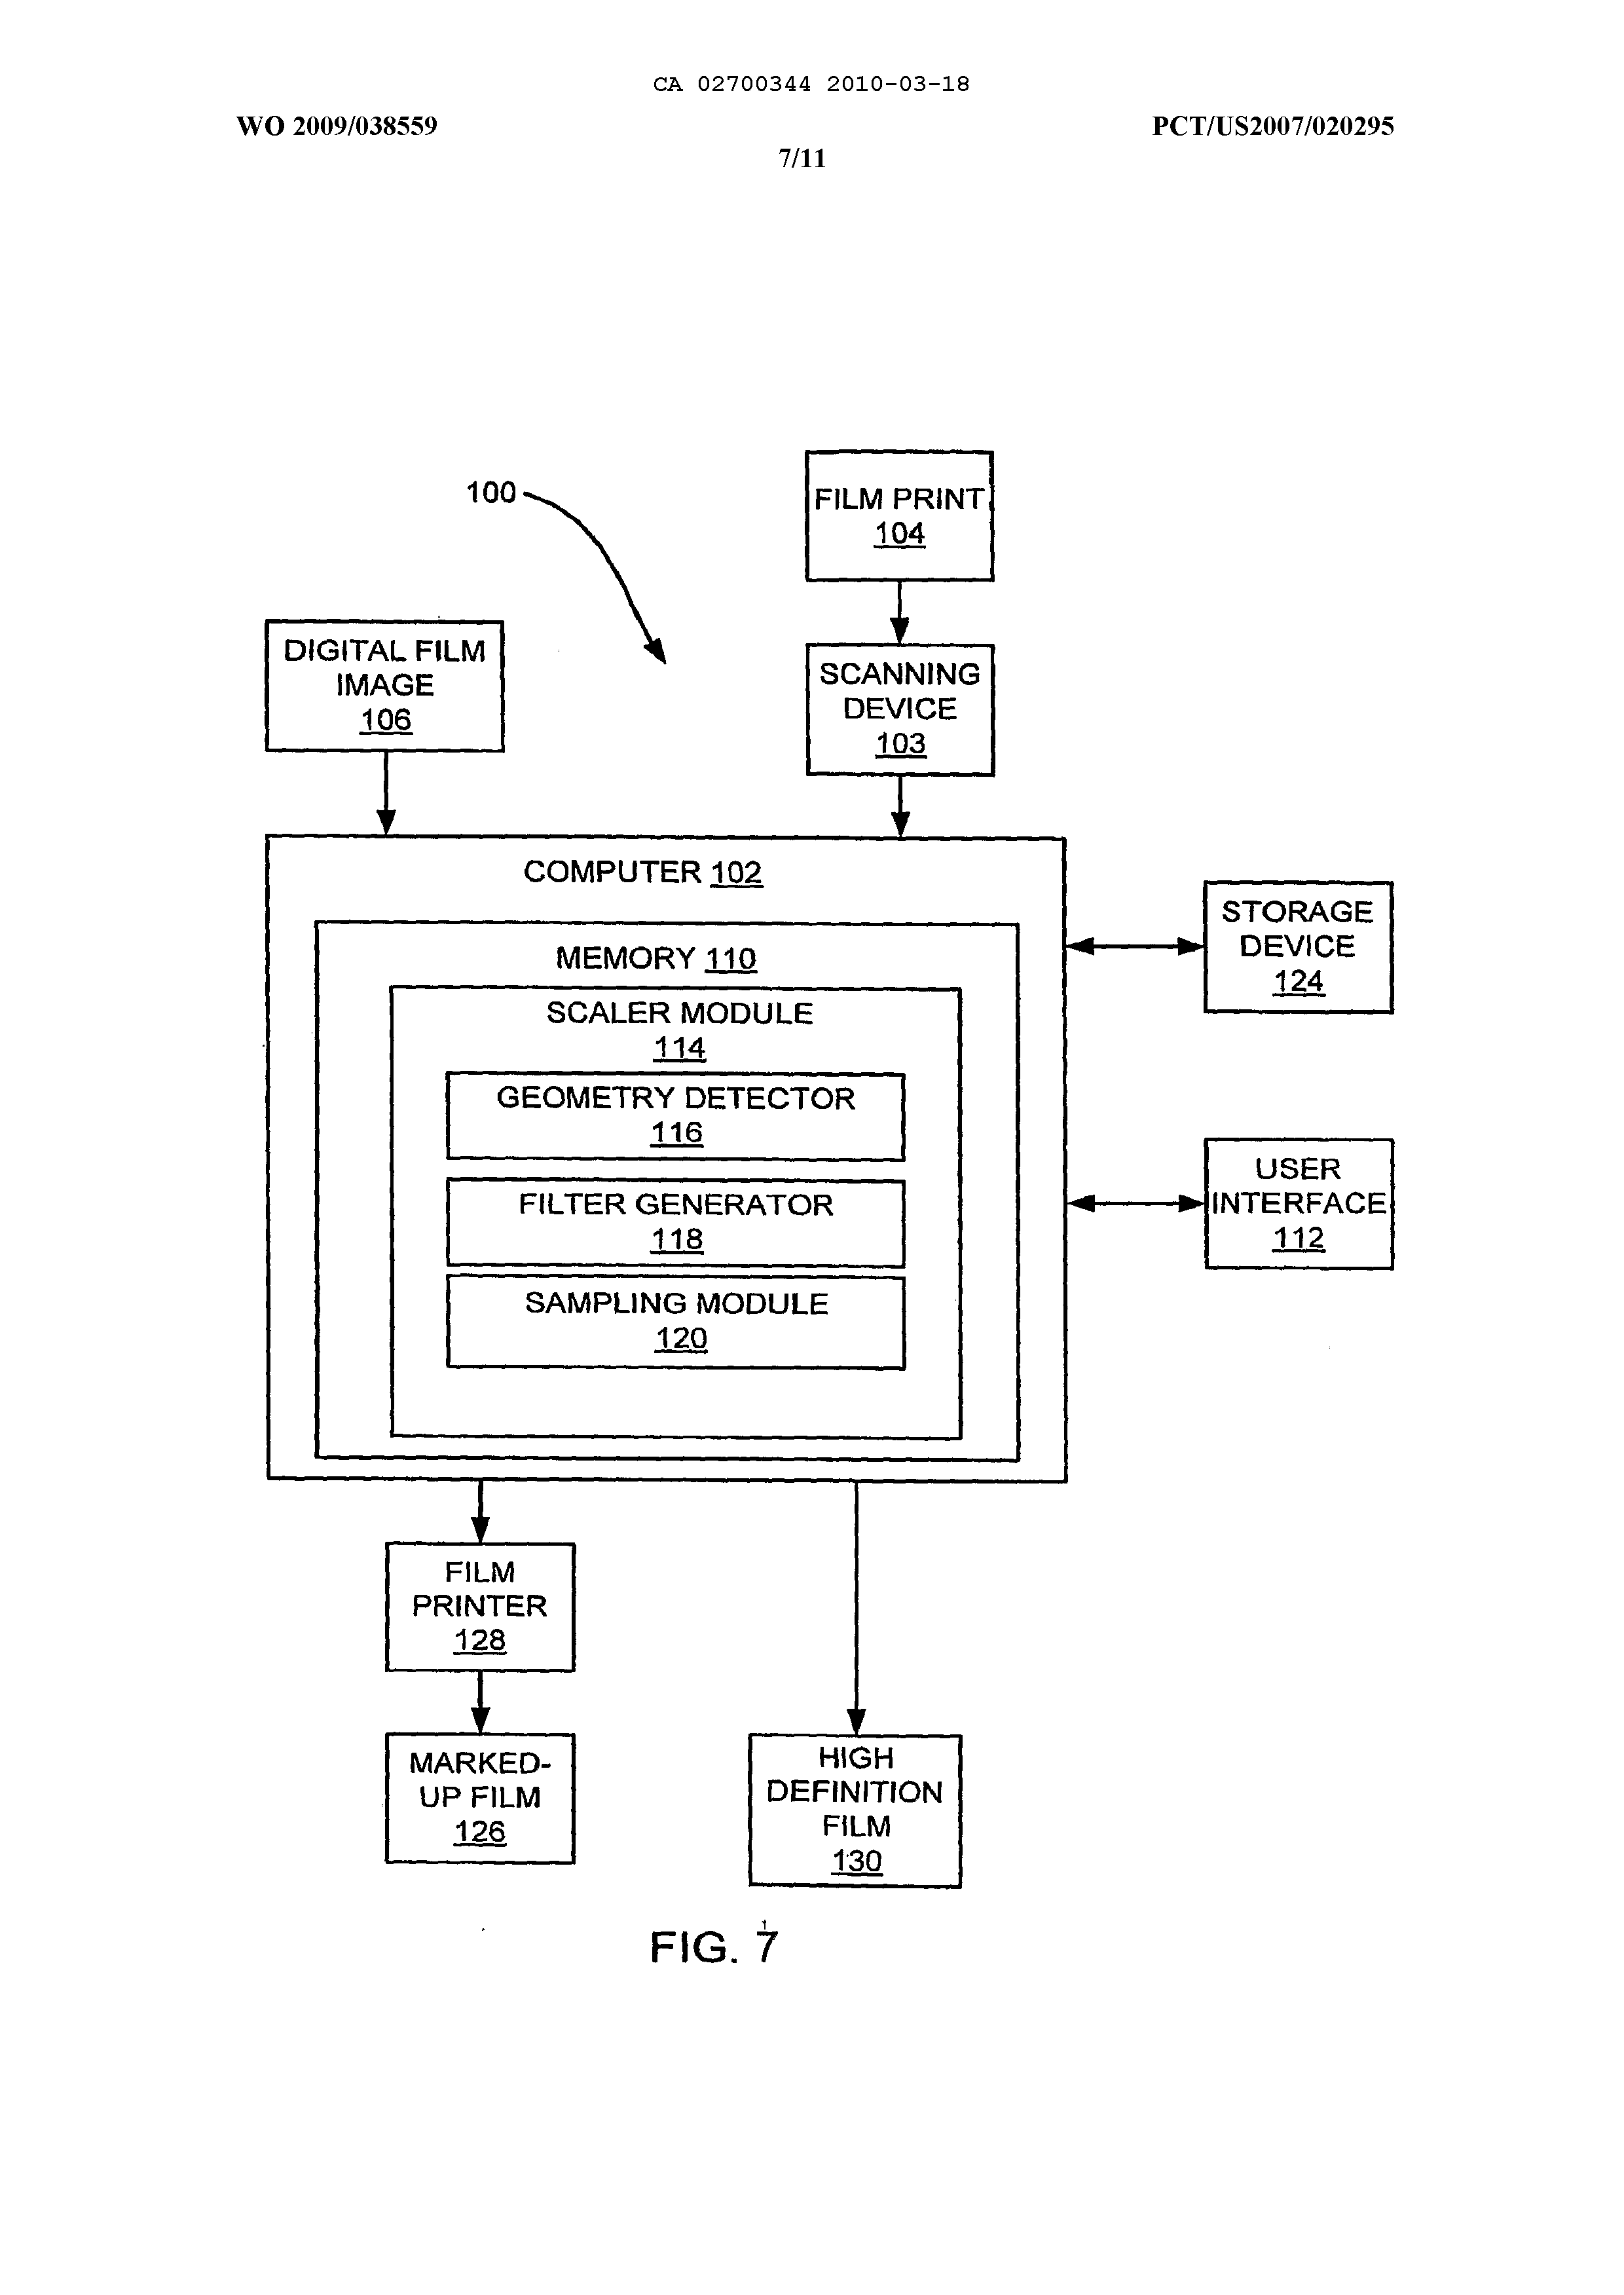 CA 02700344 2010-03-18
WO 2009/038559
PCT/US2007/020295
7/11
100
FILM PRINT
104
DIGITAL FILM
IMAGE
106
SCANNING
DEVICE
103
COMPUTER 102
MEMORY 110
SCALER MODULE
114
GEOMETRY DETECTOR
116
FILTER GENERATOR
118
SAMPLING MODULE
120
STORAGE
DEVICE
124
USER
INTERFACE
112
FILM
PRINTER
128
MARKED-
UP FILM
126
HIGH
DEFINITION
FILM
130
FIG. 7